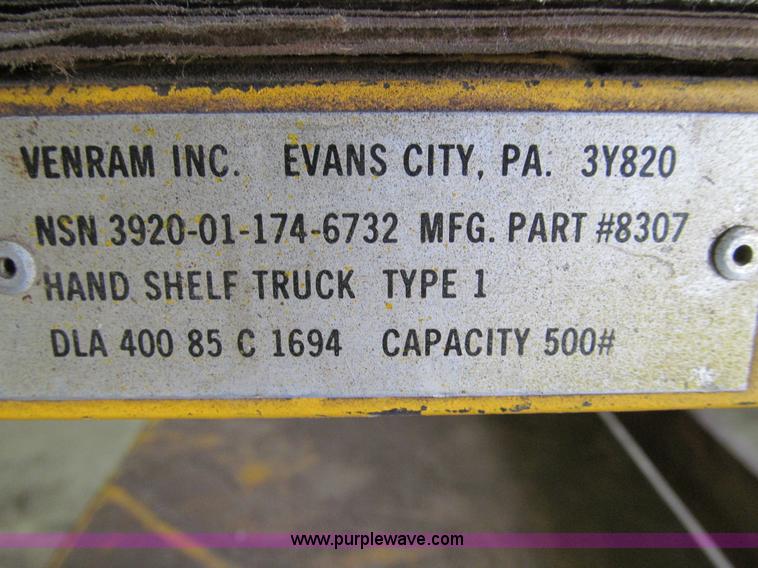 VENRAM INC. EVANS CITY, PA. 3Y820
NSN 3920-01-174-6732 MFG. PART #8307
HAND SHELF TRUCK TYPE 1
DLA 400 85 C 1694 CAPACITY 500#
www.purplewave.com